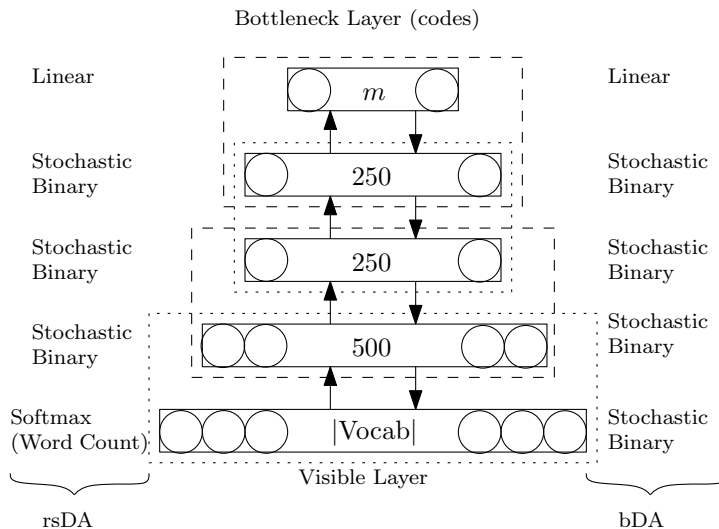 Bottleneck Layer (codes)
Linear
m
Linear
Stochastic
Binary
250
Stochastic
Binary
Stochastic
Binary
250
Stochastic
Binary
Stochastic
Binary
500
Stochastic
Binary
Softmax
(Word Count)
|Vocab|
Stochastic
Binary
Visible Layer
rsDA
bDA